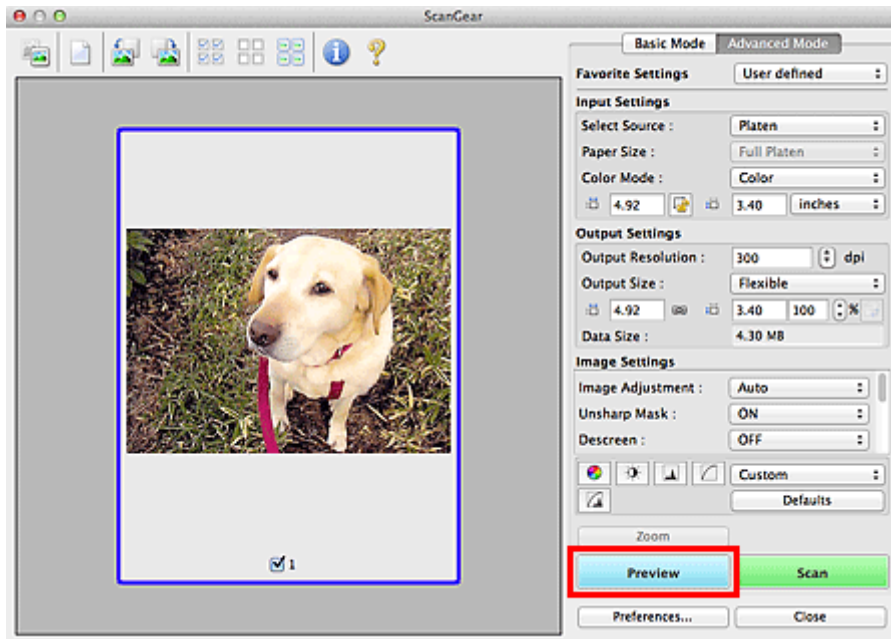 ScanGear
Basic Mode Advanced Mode
Favorite Settings User defined
Input Settings
Select Source : Platen
Paper Size : Full Platen
Color Mode : Color
4.92 3.40 inches
Output Settings
Output Resolution : 300 dpi
Output Size : Flexible
4.92 3.40 100 %
Data Size : 4.30 MB
Image Settings
Image Adjustment : Auto
Unsharp Mask : ON
Descreen : OFF
Custom
Defaults
Zoom
1
Preview Scan
Preferences... Close